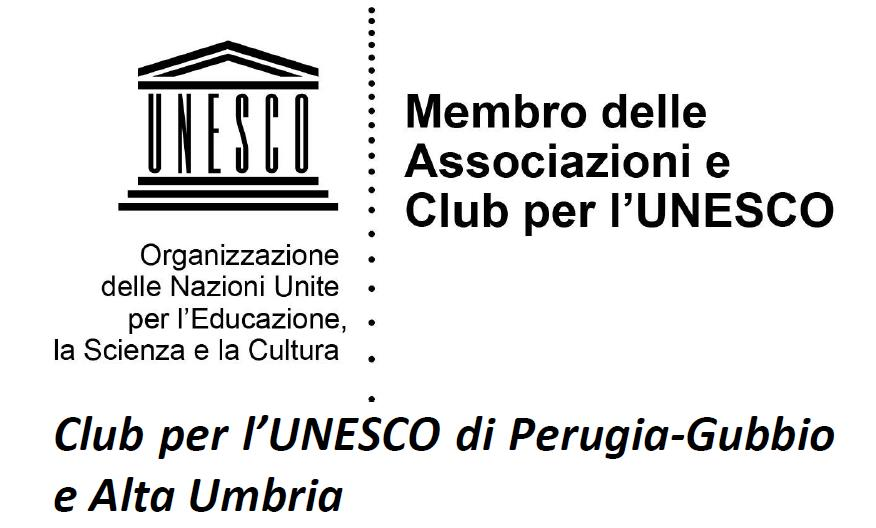 UNESCO
Organizzazione
delle Nazioni Unite
per l'Educazione,
la Scienza e la Cultura
Membro delle
Associazioni e
Club per l'UNESCO
Club per l'UNESCO di Perugia-Gubbio
e Alta Umbria